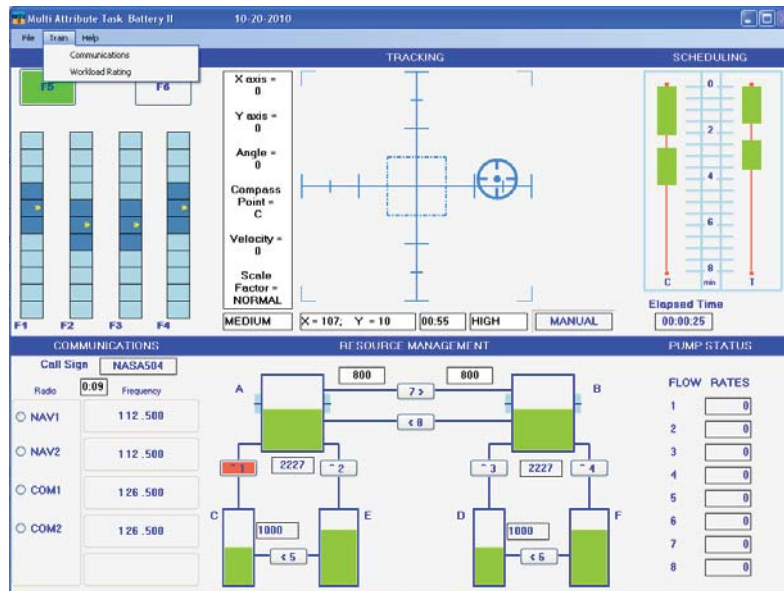 Multi Attribute Task Battery II 10-20-2010
File Train Help
Communications
Workload Rating
TRACKING
SCHEDULING
F5 F6
F1 F2 F3 F4
X axis =
0
Y axis =
0
Angle =
0
Compass
Point =
C
Velocity =
0
Scale
Factor =
NORMAL
MEDIUM X = 107; Y = 10 00:55 HIGH MANUAL
0
2
4
6
8
C min T
Elapsed Time
00:00:25
COMMUNICATIONS
Call Sign NASA504
Radio 0:09 Frequency
NAV1 112.500
NAV2 112.500
COM1 126.500
COM2 126.500
RESOURCE MANAGEMENT
800 800
A 7 > B
< 8
^ 1 2227 ^ 2 ^ 3 2227 ^ 4
C E D F
1000 1000
< 5 < 6
PUMP STATUS
FLOW RATES
1 0
2 0
3 0
4 0
5 0
6 0
7 0
8 0